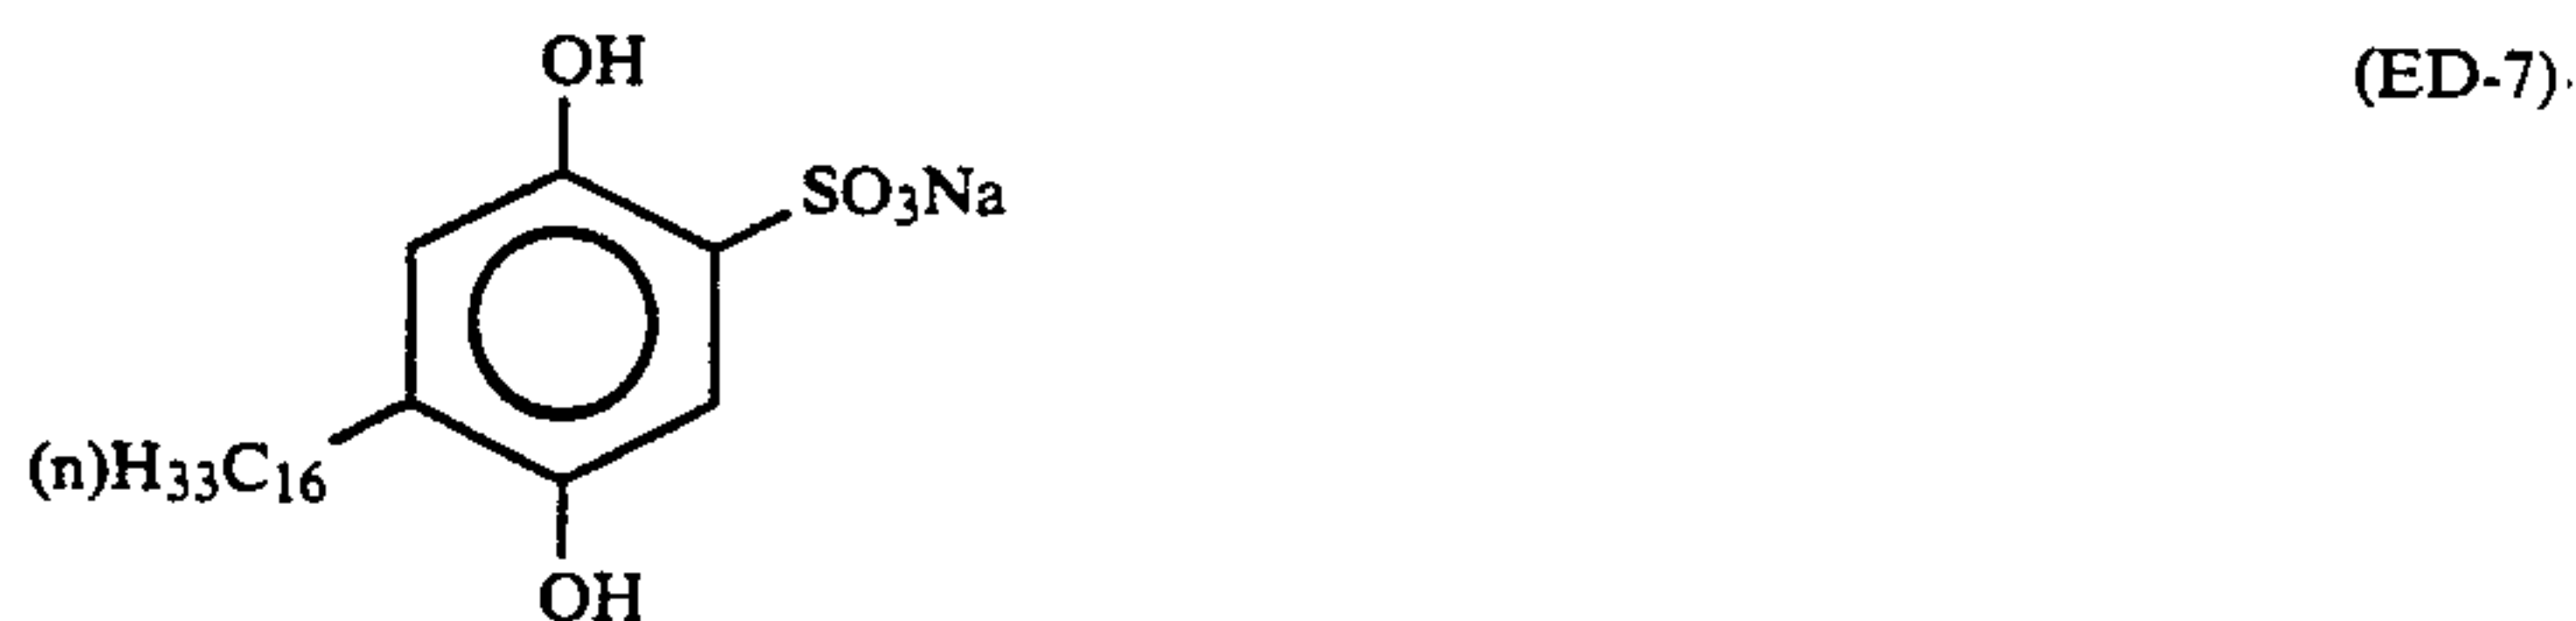 OH
(ED-7).
SO3Na
(n)H33C16
OH